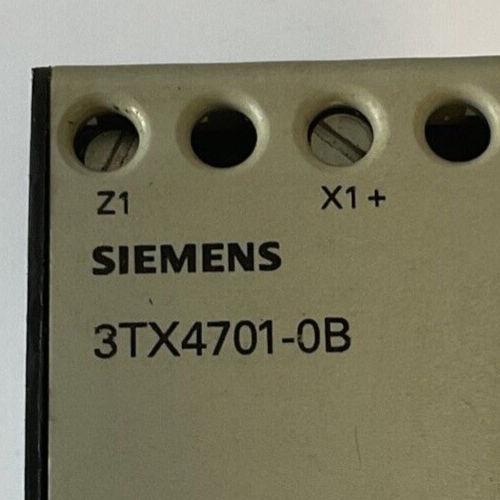 Z1 X1+
SIEMENS
3TX4701-0B